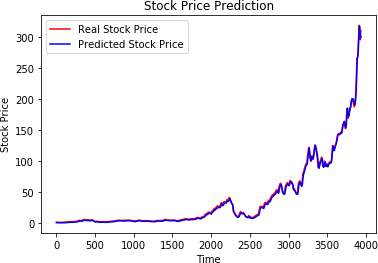 Stock Price Prediction
Real Stock Price
Predicted Stock Price
Stock Price
300
250
200
150
100
50
0
0 500 1000 1500 2000 2500 3000 3500 4000
Time